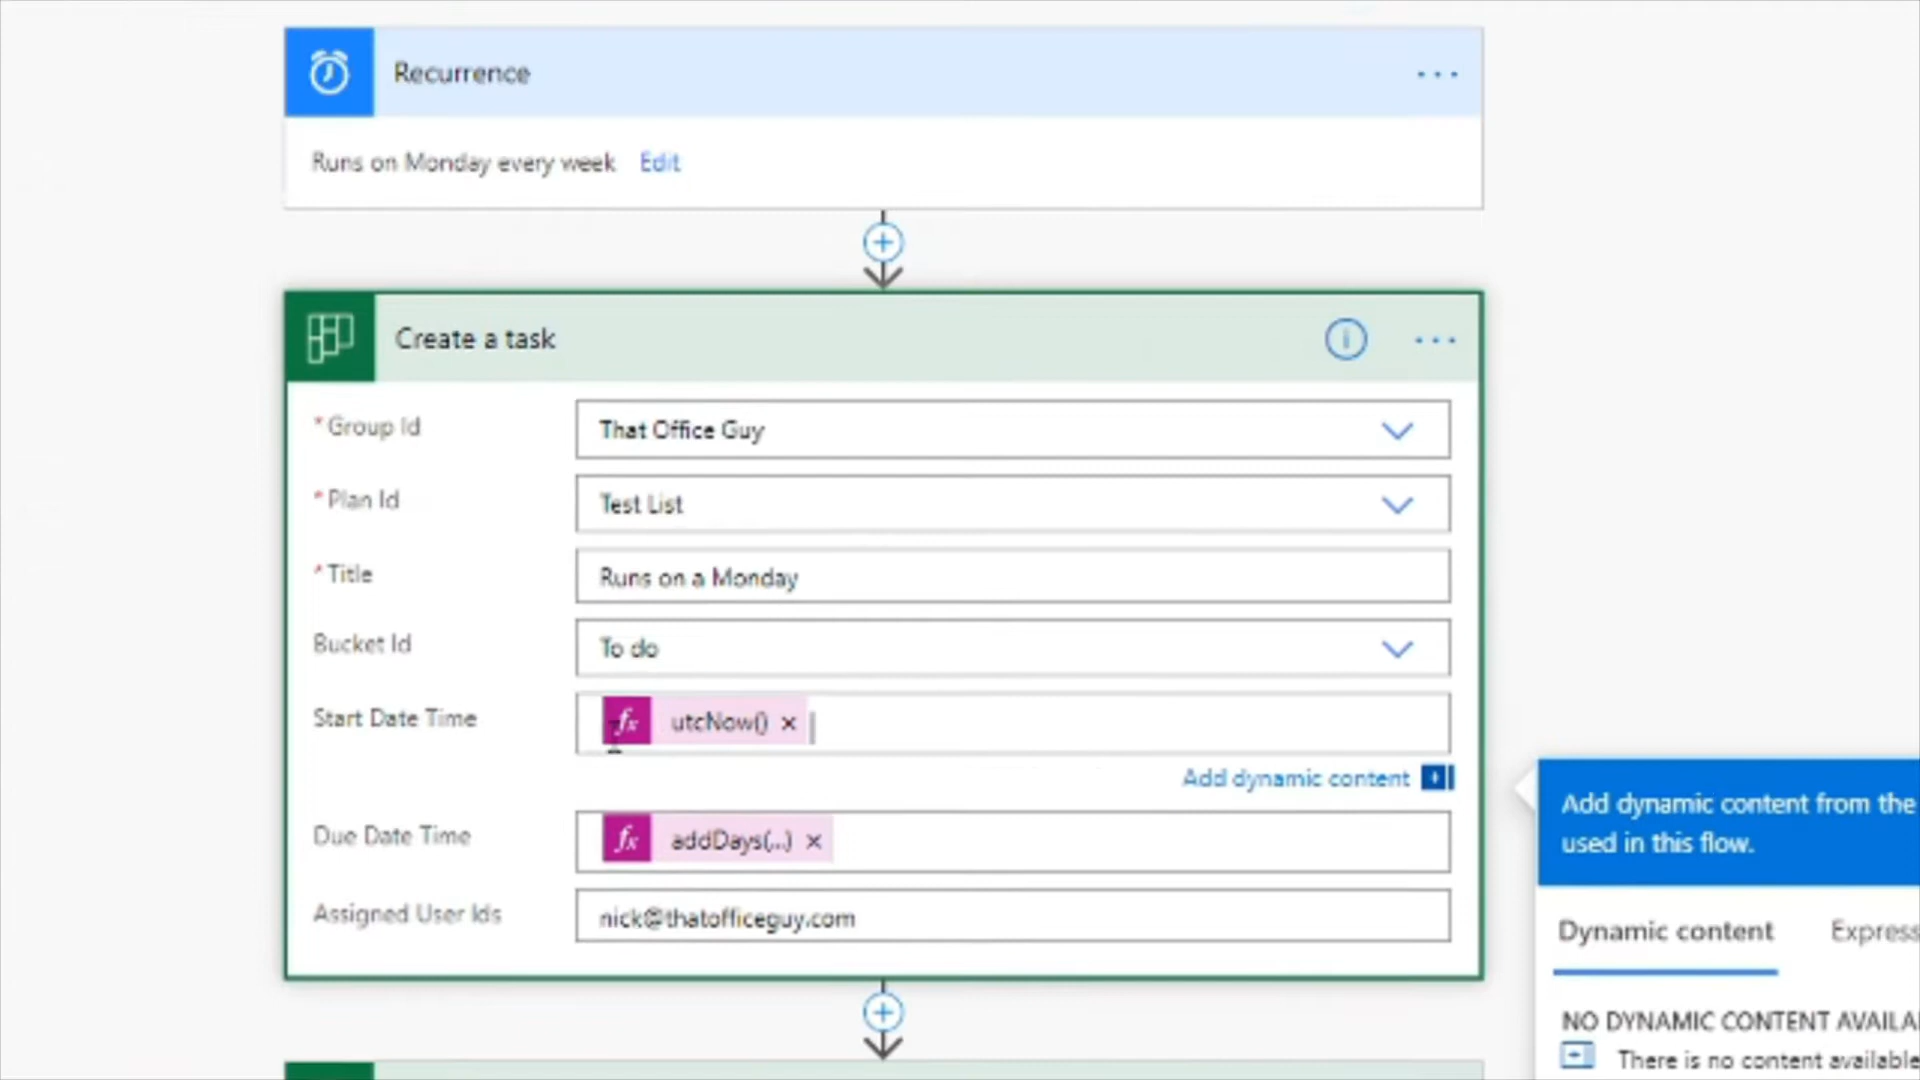 Recurrence
Runs on Monday every week Edit
Create a task
* Group Id That Office Guy
* Plan Id Test List
* Title Runs on a Monday
Bucket Id To do
Start Date Time fx utcNow() ×
Add dynamic content
Due Date Time fx addDays(...) ×
Assigned User Ids nick@thatofficeguy.com
Add dynamic content from the
used in this flow.
Dynamic content Express
NO DYNAMIC CONTENT AVAILA
There is no content available